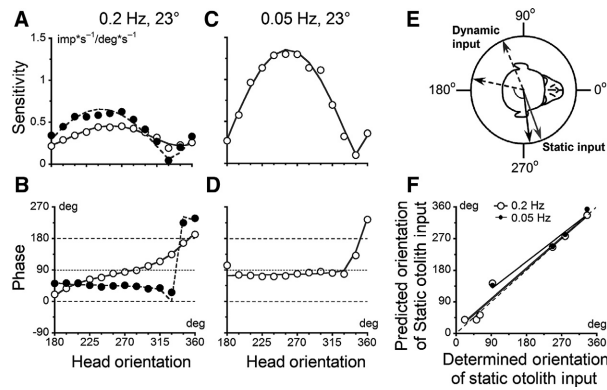 A 0.2 Hz, 23° C 0.05 Hz, 23°
imp*s⁻¹/deg*s⁻¹
Sensitivity
1.5
1
0.5
0
B D
deg deg
Phase
270
180
90
0
-90
deg deg
180 225 270 315 360 180 225 270 315 360
Head orientation Head orientation
E
90°
Dynamic
input
180° 0°
Static input
270°
F
0.2 Hz
0.05 Hz
Predicted orientation
of Static otolith input
360
270
180
90
0
deg
0 90 180 270 360
Determined orientation
of static otolith input